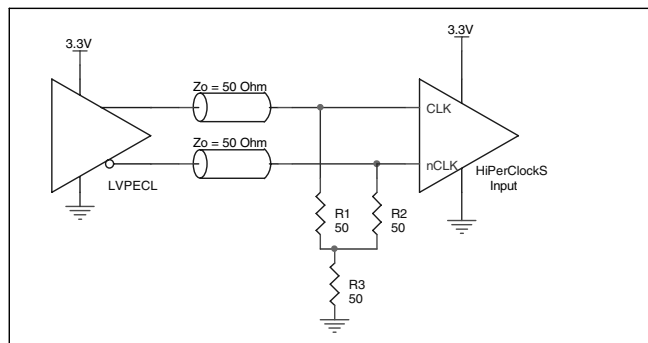 3.3V
3.3V
Zo = 50 Ohm
CLK
Zo = 50 Ohm
nCLK
LVPECL
HiPerClockS
Input
R1
50
R2
50
R3
50